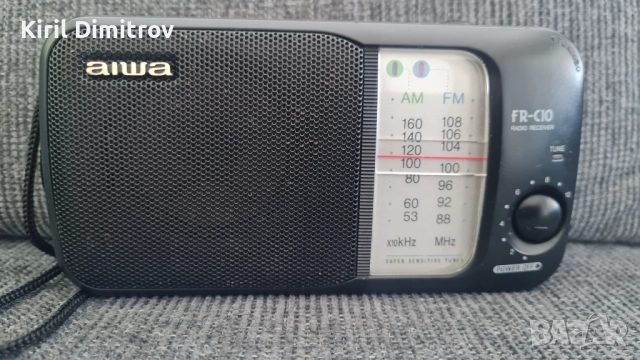 Kiril Dimitrov
aiwa
AM FM
160 108
140 106
120 104
100 100
80 96
60 92
53 88
x10kHz MHz
SUPER SENSITIVE TUNER
FR-C10
RADIO RECEIVER
TUNE
POWER OFF